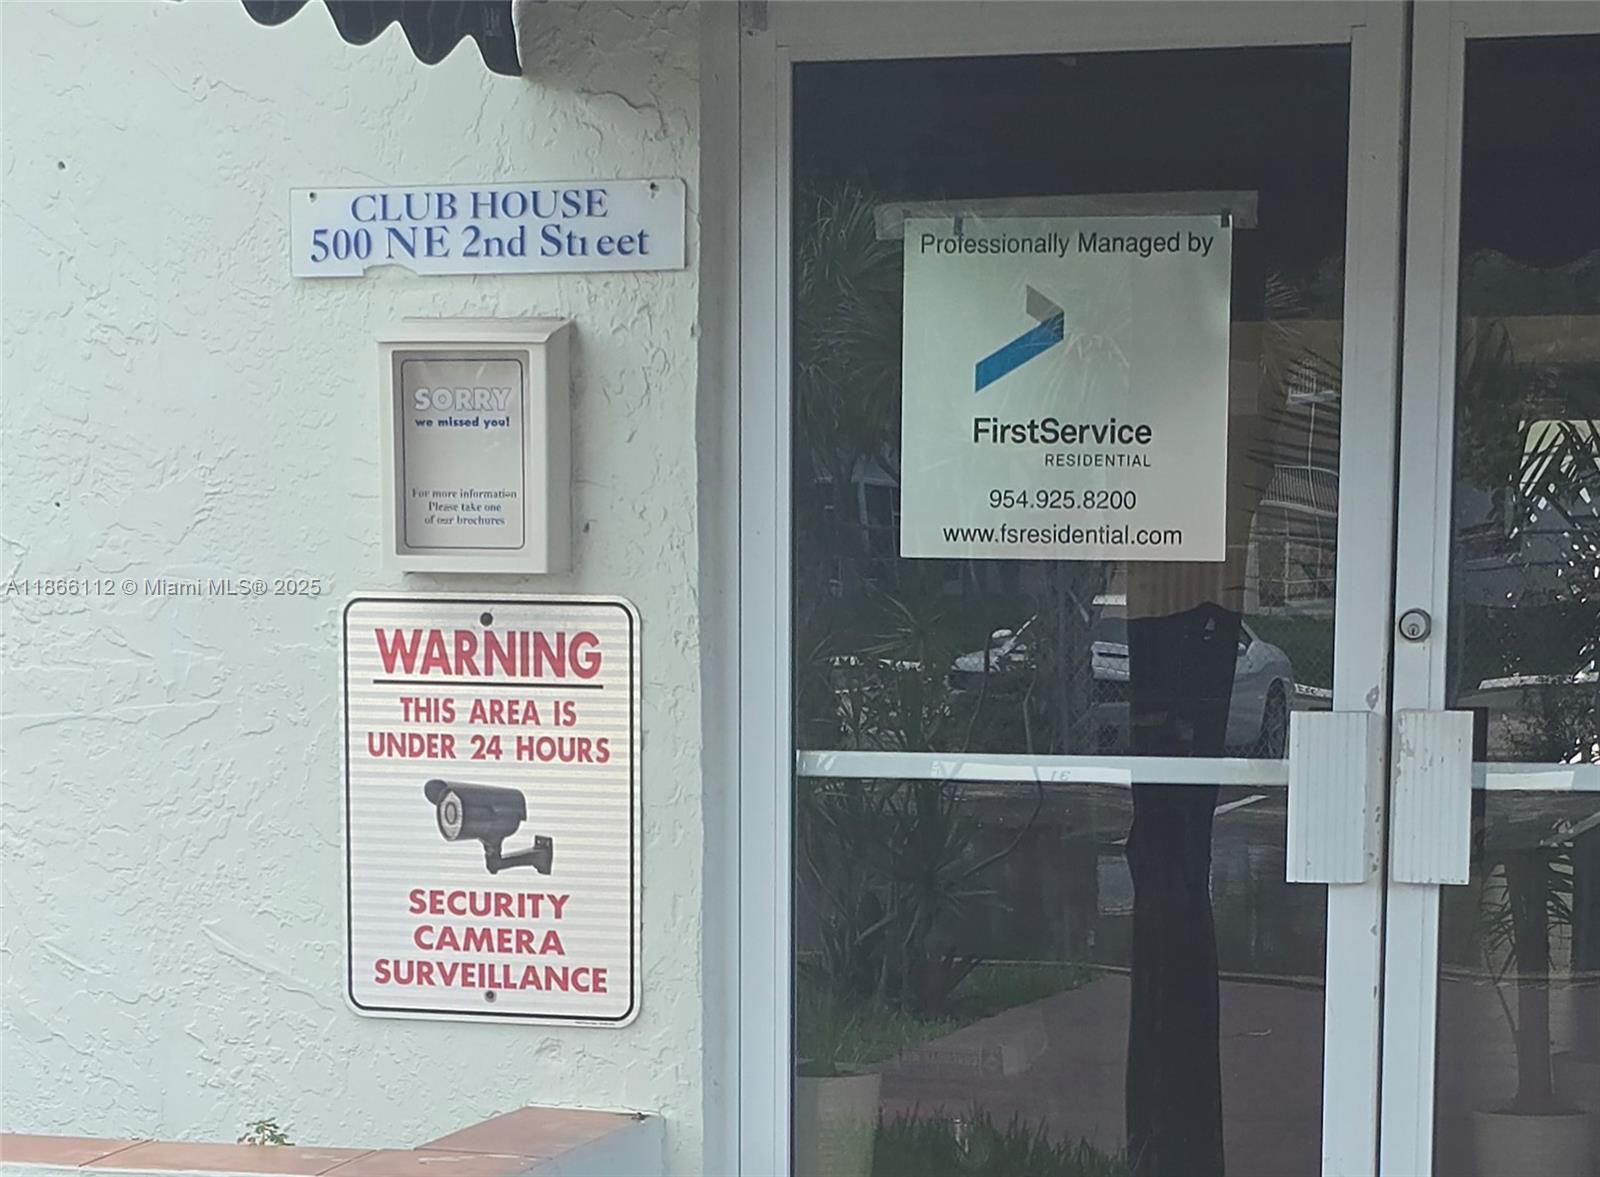 CLUB HOUSE
500 NE 2nd Street
SORRY
we missed you!
For more information
Please take one
of our brochures
A11866112 © Miami MLS® 2025
WARNING
THIS AREA IS
UNDER 24 HOURS
SECURITY
CAMERA
SURVEILLANCE
Professionally Managed by
FirstService
RESIDENTIAL
954.925.8200
www.fsresidential.com